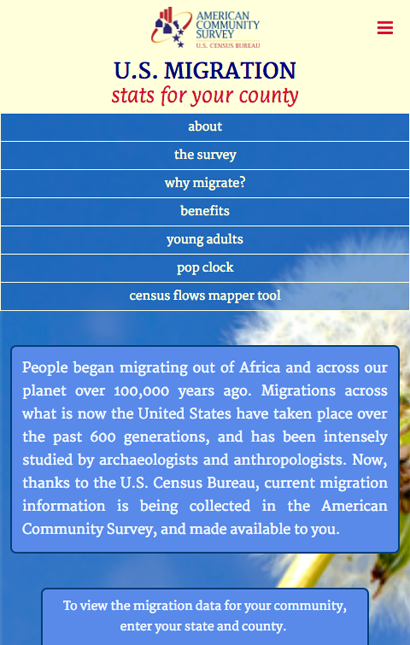 AMERICAN
COMMUNITY
SURVEY
U.S. CENSUS BUREAU
U.S. MIGRATION
stats for your county
about
the survey
why migrate?
benefits
young adults
pop clock
census flows mapper tool
People began migrating out of Africa and across our
planet over 100,000 years ago. Migrations across
what is now the United States have taken place over
the past 600 generations, and has been intensely
studied by archaeologists and anthropologists. Now,
thanks to the U.S. Census Bureau, current migration
information is being collected in the American
Community Survey, and made available to you.
To view the migration data for your community,
enter your state and county.